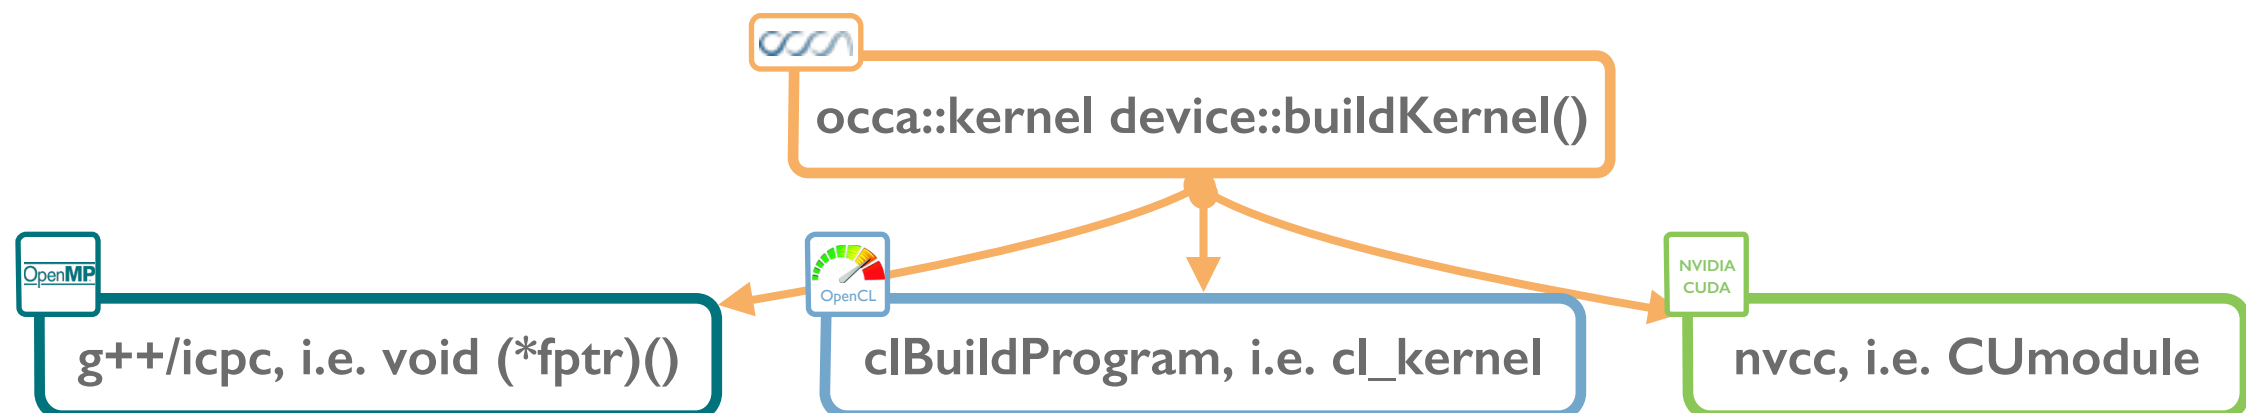 occa
occa::kernel device::buildKernel()
OpenMP
OpenCL
NVIDIA
CUDA
g++/icpc, i.e. void (*fptr)()
clBuildProgram, i.e. cl_kernel
nvcc, i.e. CUmodule